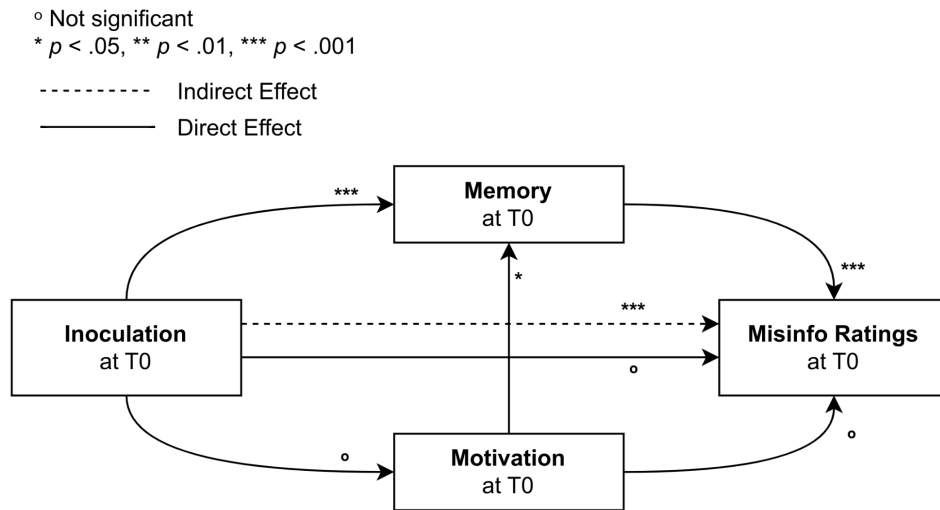 o Not significant
* p < .05, ** p < .01, *** p < .001
Indirect Effect
Direct Effect
***
Memory
at T0
*
***
Inoculation
at T0
***
o
Misinfo Ratings
at T0
o
Motivation
at T0
o